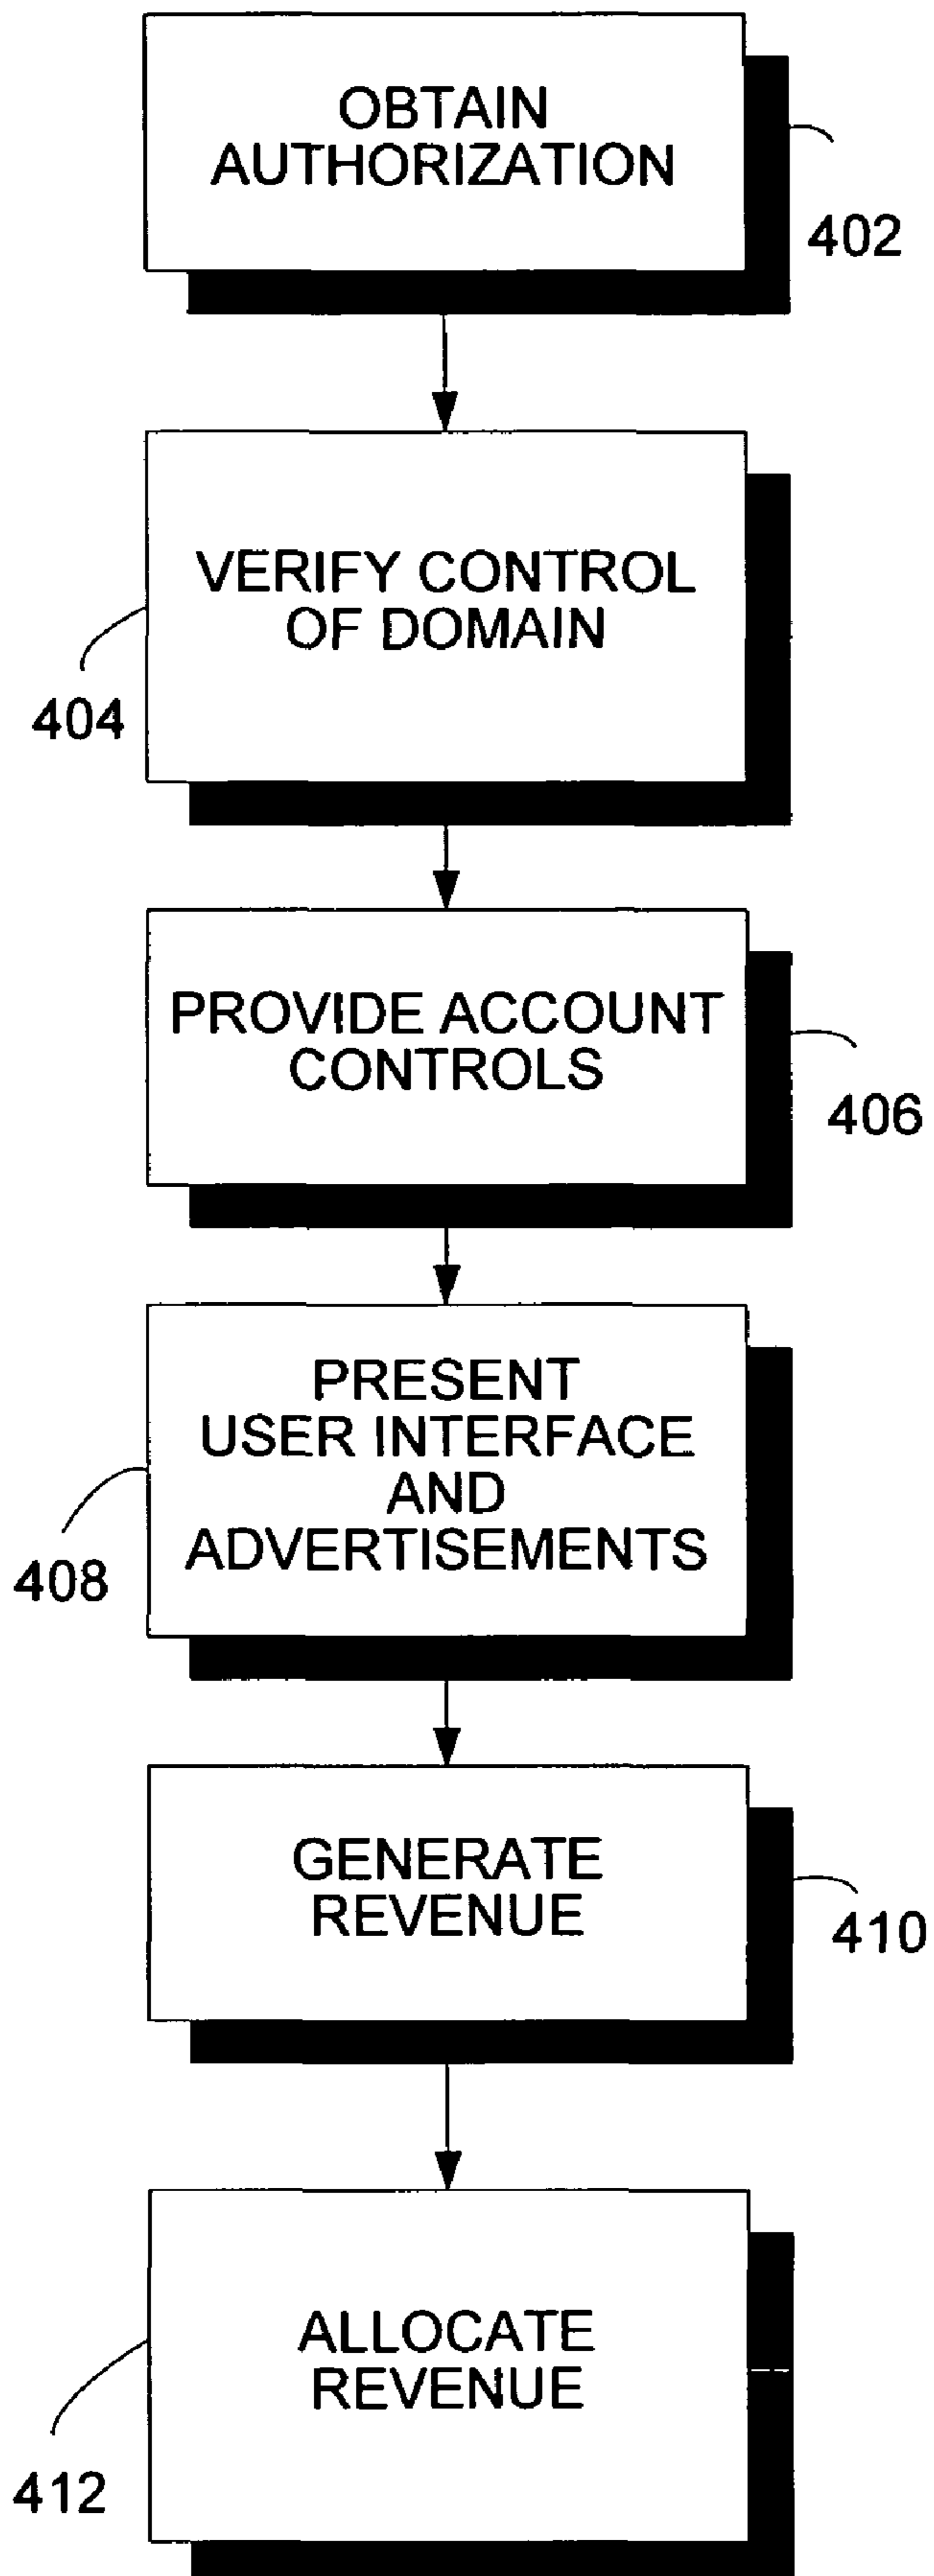 OBTAIN
AUTHORIZATION
402
VERIFY CONTROL
OF DOMAIN
404
PROVIDE ACCOUNT
CONTROLS
406
PRESENT
USER INTERFACE
AND
ADVERTISEMENTS
408
GENERATE
REVENUE
410
ALLOCATE
REVENUE
412